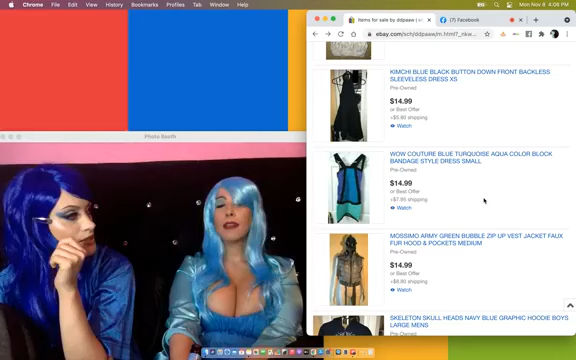 Chrome File Edit View History Bookmarks Profiles Tab Window Help
Mon Nov 8 4:08 PM
Items for sale by ddpaww
(7) Facebook
ebay.com/sch/ddpaww/m.html?_nkw...
KIMCHI BLUE BLACK BUTTON DOWN FRONT BACKLESS
SLEEVELESS DRESS XS
Pre-Owned
$14.99
or Best Offer
+$5.80 shipping
Watch
WOW COUTURE BLUE TURQUOISE AQUA COLOR BLOCK
BANDAGE STYLE DRESS SMALL
Pre-Owned
$14.99
or Best Offer
+$7.95 shipping
Watch
MOSSIMO ARMY GREEN BUBBLE ZIP UP VEST JACKET FAUX
FUR HOOD & POCKETS MEDIUM
Pre-Owned
$14.99
or Best Offer
+$8.80 shipping
Watch
SKELETON SKULL HEADS NAVY BLUE GRAPHIC HOODIE BOYS
LARGE MENS
Photo Booth